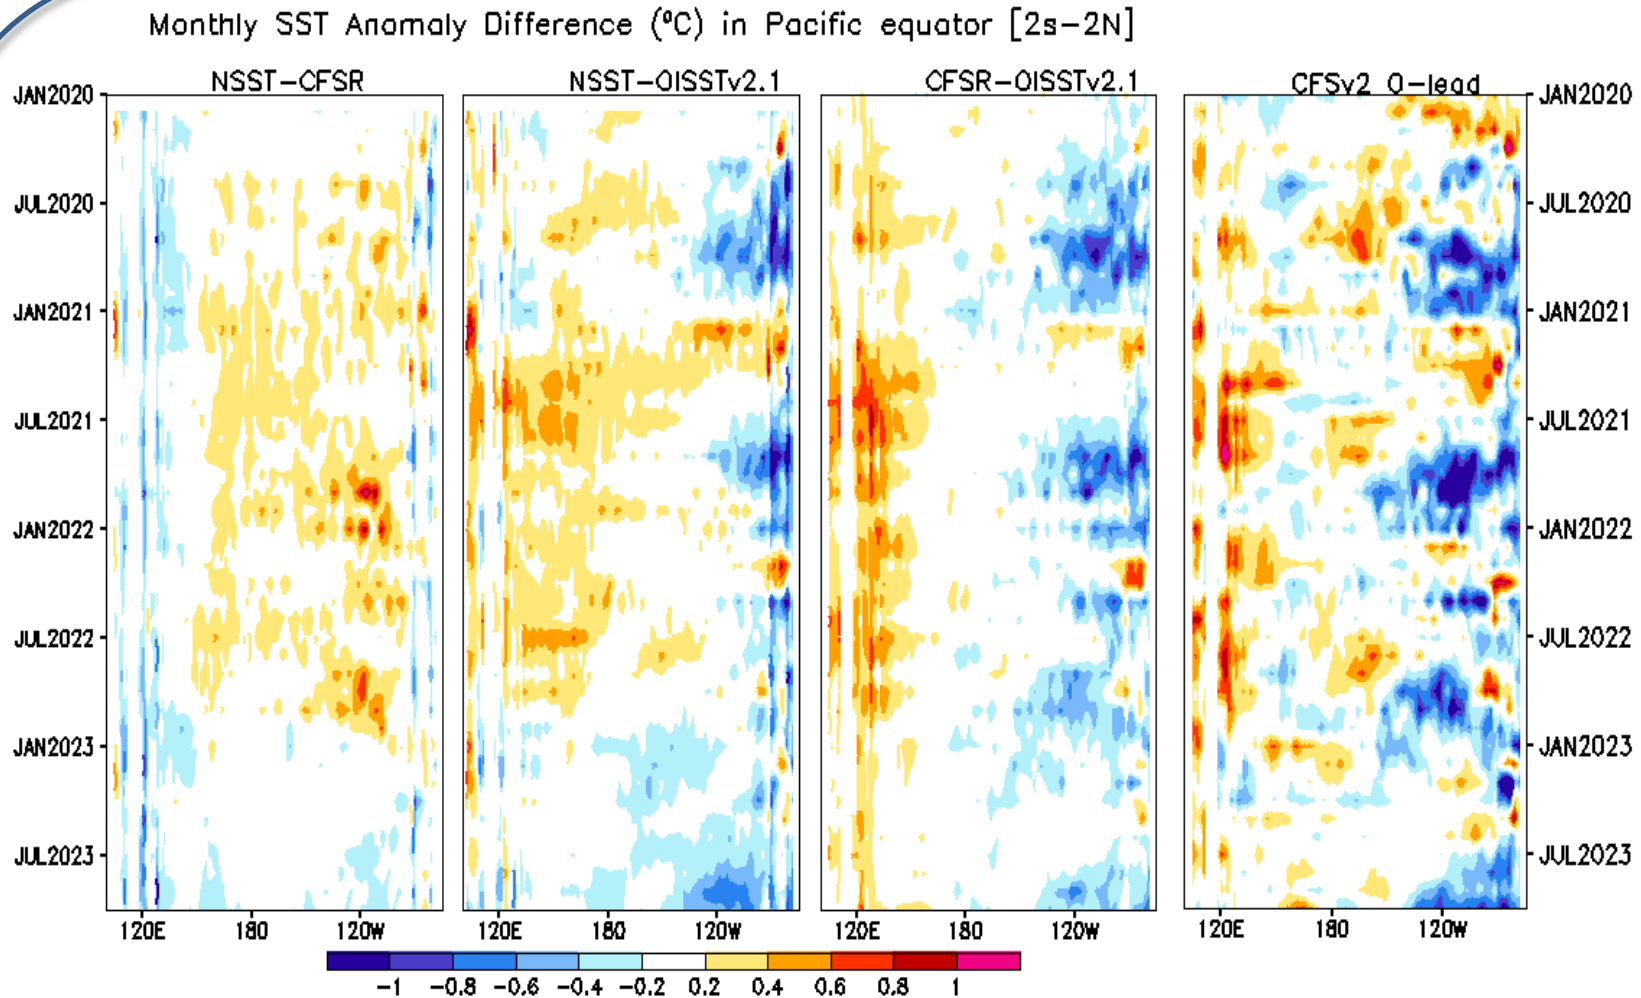 Monthly SST Anomaly Difference (ºC) in Pacific equator [2s-2N]
NSST-CFSR NSST-OISSTv2.1 CFSR-OISSTv2.1 CFSv2 0-lead
JAN2020 JAN2020
JUL2020 JUL2020
JAN2021 JAN2021
JUL2021 JUL2021
JAN2022 JAN2022
JUL2022 JUL2022
JAN2023 JAN2023
JUL2023 JUL2023
120E 180 120W 120E 180 120W 120E 180 120W 120E 180 120W
-1 -0.8 -0.6 -0.4 -0.2 0.2 0.4 0.6 0.8 1